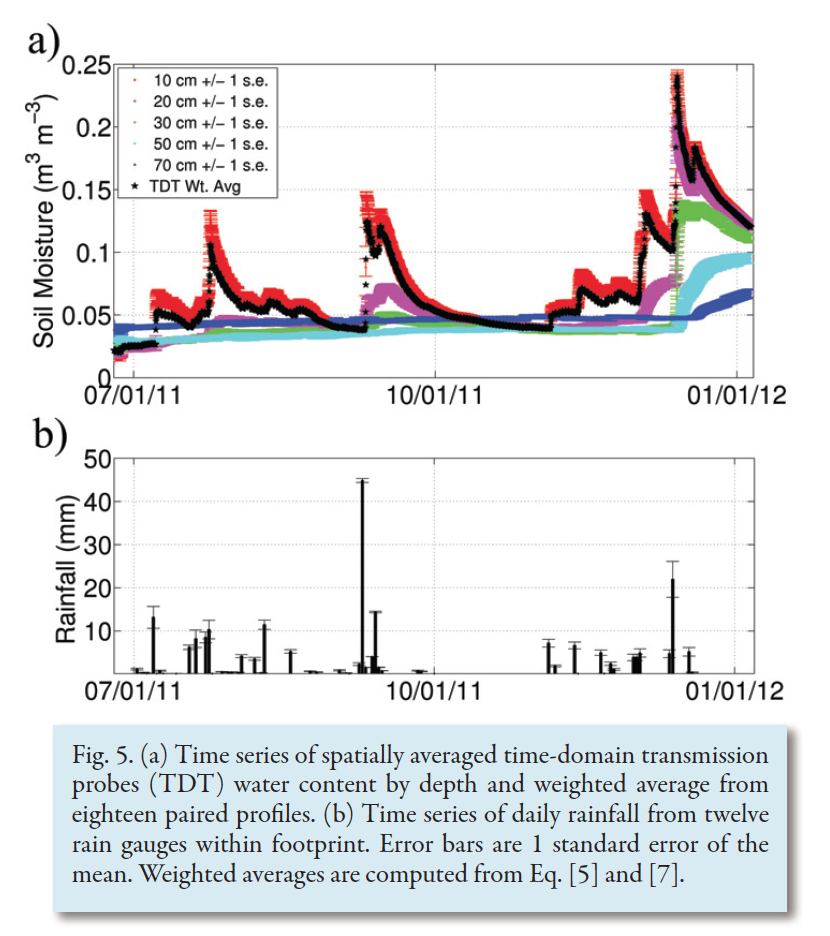 a)
0.25
0.2
0.15
0.1
0.05
0
Soil Moisture (m³ m⁻³)
10 cm +/− 1 s.e.
20 cm +/− 1 s.e.
30 cm +/− 1 s.e.
50 cm +/− 1 s.e.
70 cm +/− 1 s.e.
TDT Wt. Avg
07/01/11 10/01/11 01/01/12
b)
50
40
30
20
10
Rainfall (mm)
07/01/11 10/01/11 01/01/12
Fig. 5. (a) Time series of spatially averaged time-domain transmission
probes (TDT) water content by depth and weighted average from
eighteen paired profiles. (b) Time series of daily rainfall from twelve
rain gauges within footprint. Error bars are 1 standard error of the
mean. Weighted averages are computed from Eq. [5] and [7].